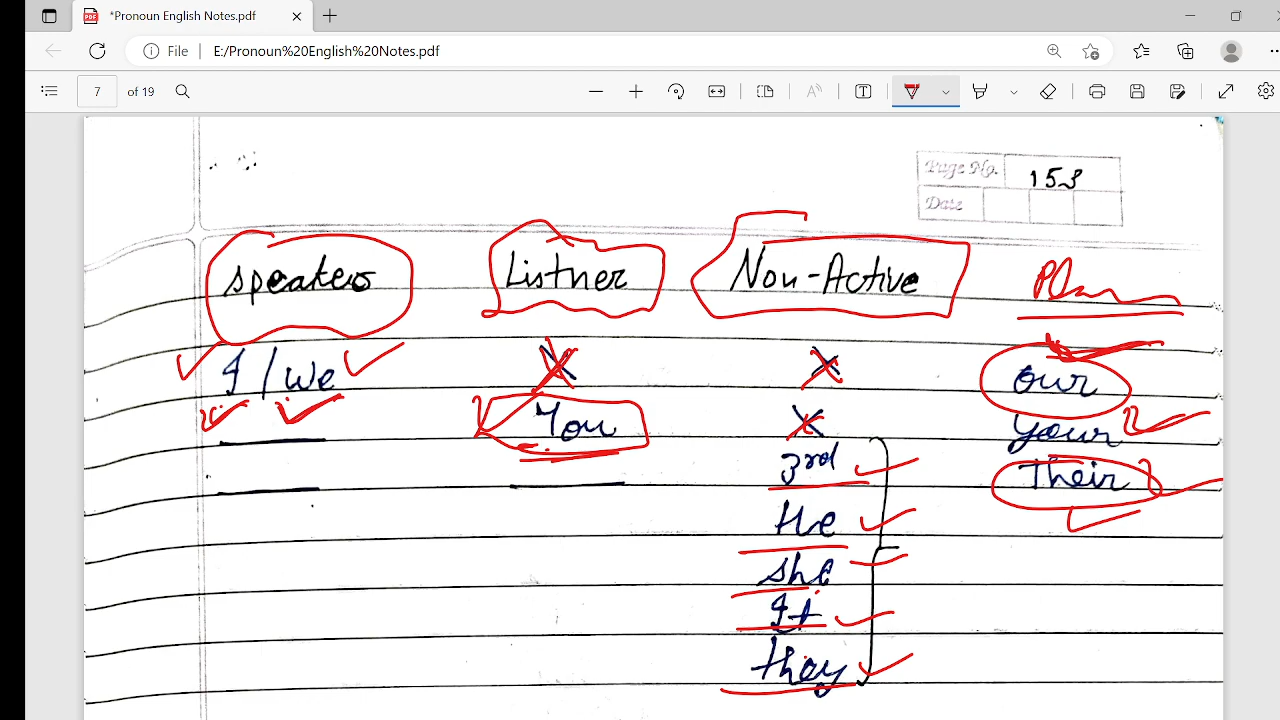 *Pronoun English Notes.pdf
File E:/Pronoun%20English%20Notes.pdf
7 of 19
Page No. 153
Date
speaker Listner Non-Active
I / we X X our
You X your
3rd Their
He
she
It
they